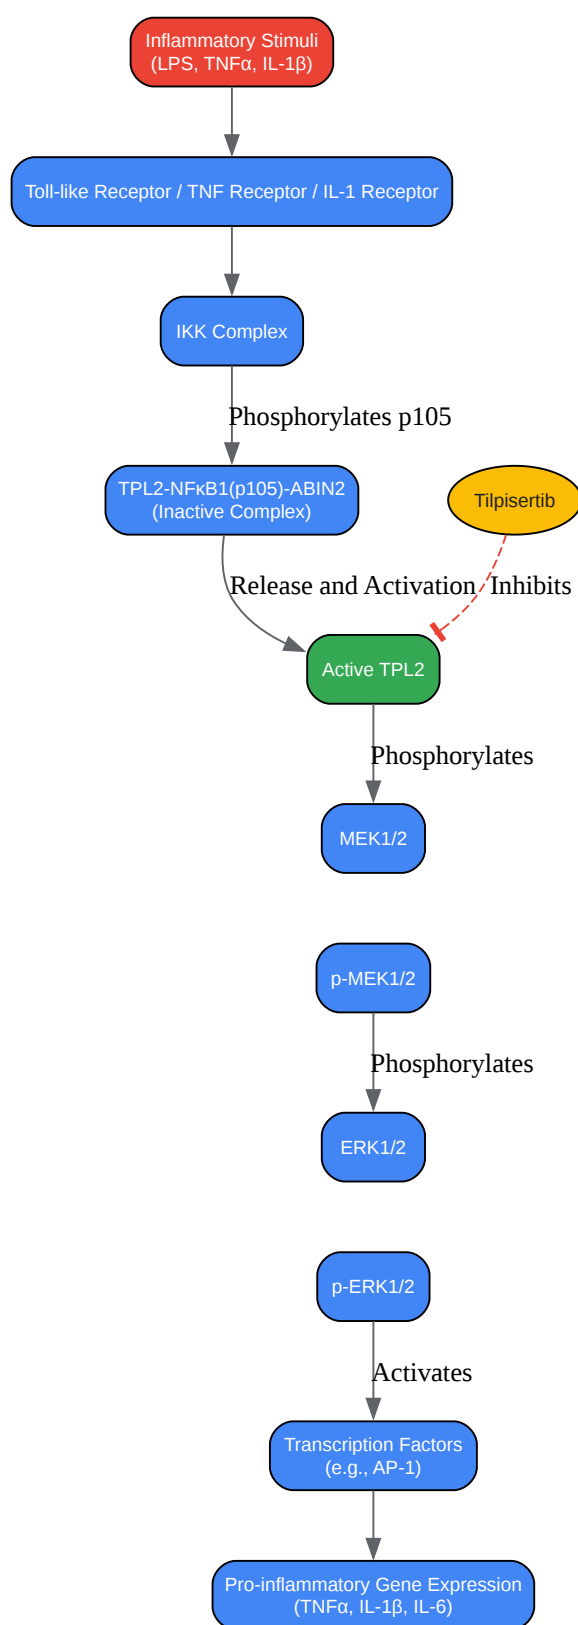 Inflammatory Stimuli
(LPS, TNFα, IL-1β)
Toll-like Receptor / TNF Receptor / IL-1 Receptor
IKK Complex
Phosphorylates p105
TPL2-NFκB1(p105)-ABIN2
(Inactive Complex)
Tilpisertib
Release and Activation
Inhibits
Active TPL2
Phosphorylates
MEK1/2
p-MEK1/2
Phosphorylates
ERK1/2
p-ERK1/2
Activates
Transcription Factors
(e.g., AP-1)
Pro-inflammatory Gene Expression
(TNFα, IL-1β, IL-6)